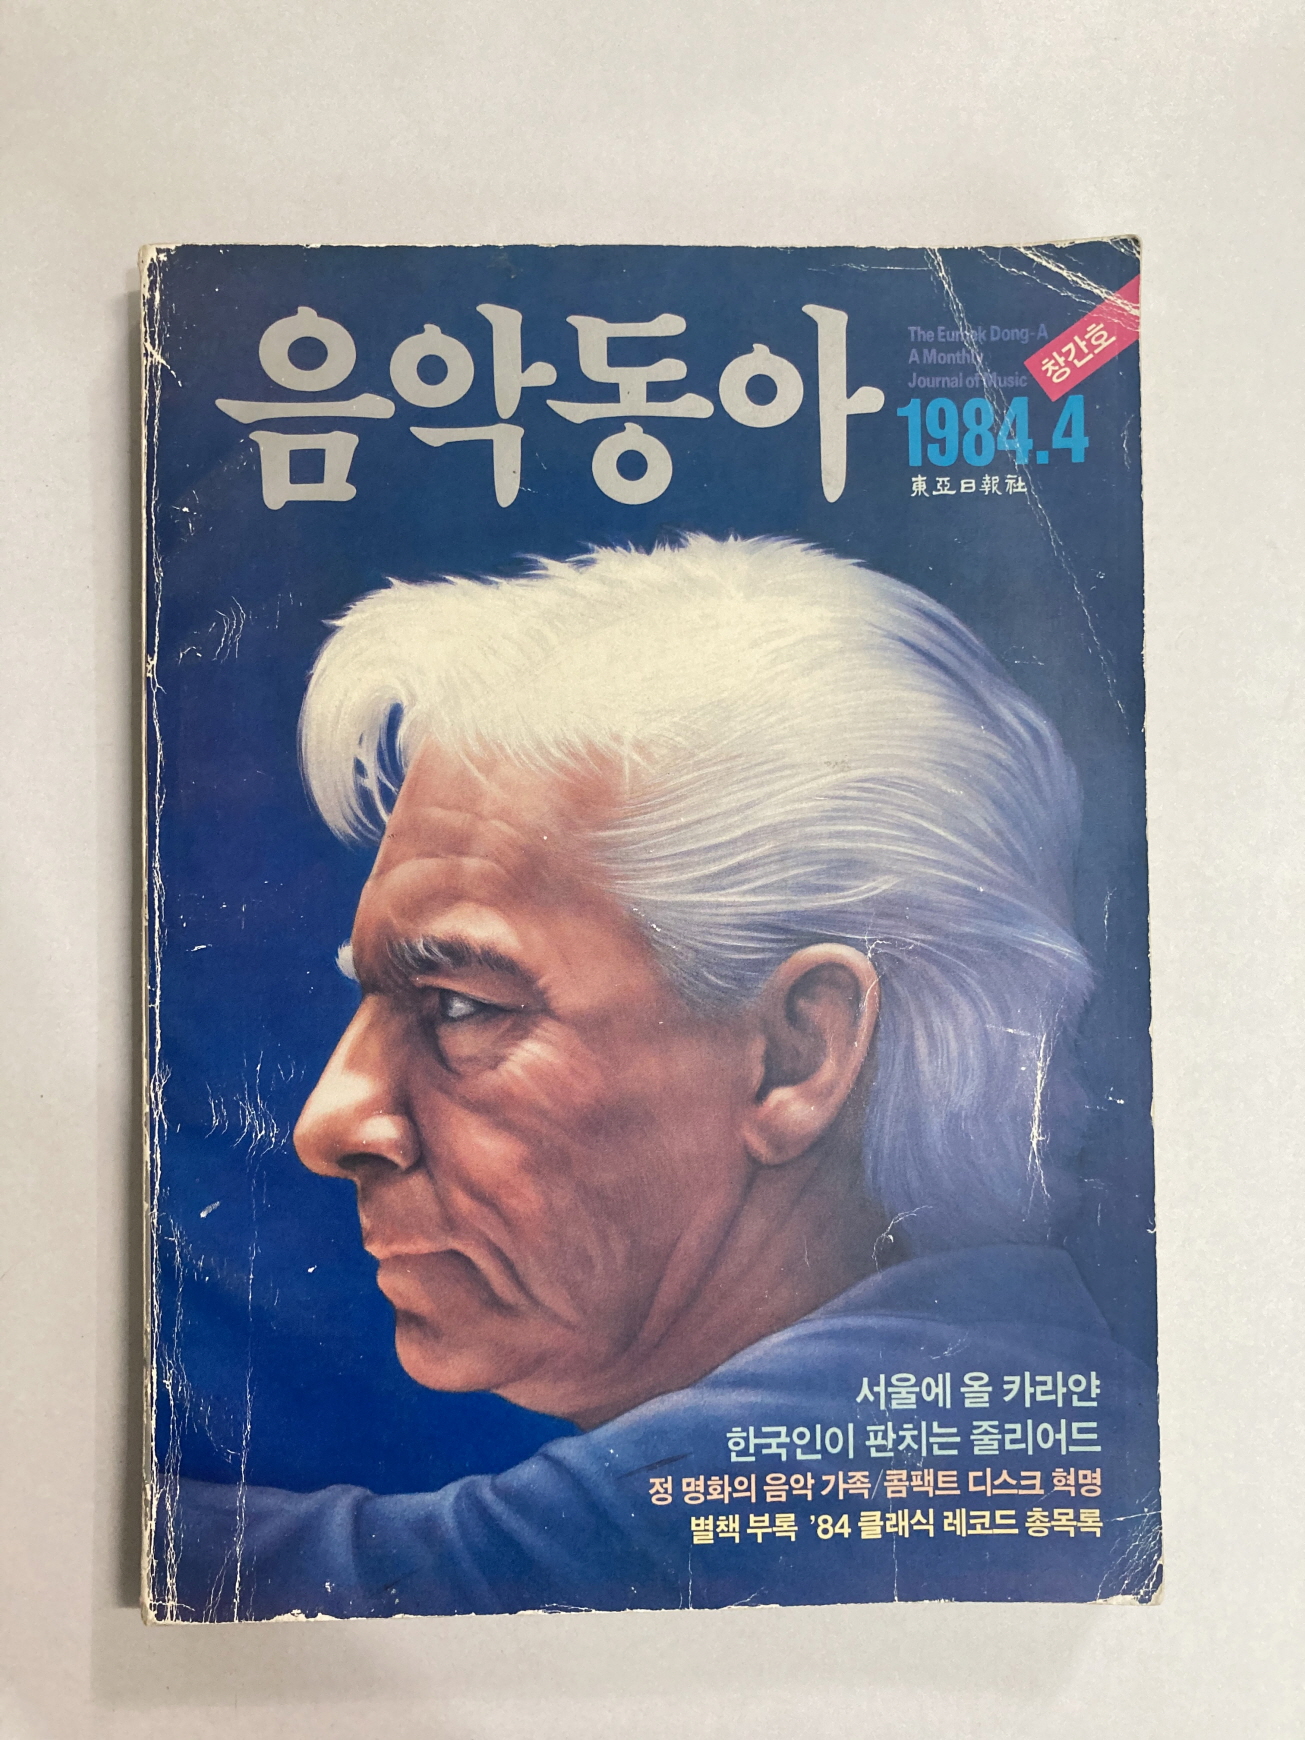 음악동아
The Eumak Dong-A
A Monthly
Journal of Music
창간호
1984.4
東亞日報社
서울에 올 카라얀
한국인이 판치는 줄리어드
정 명화의 음악 가족/콤팩트 디스크 혁명
별책 부록 '84 클래식 레코드 총목록